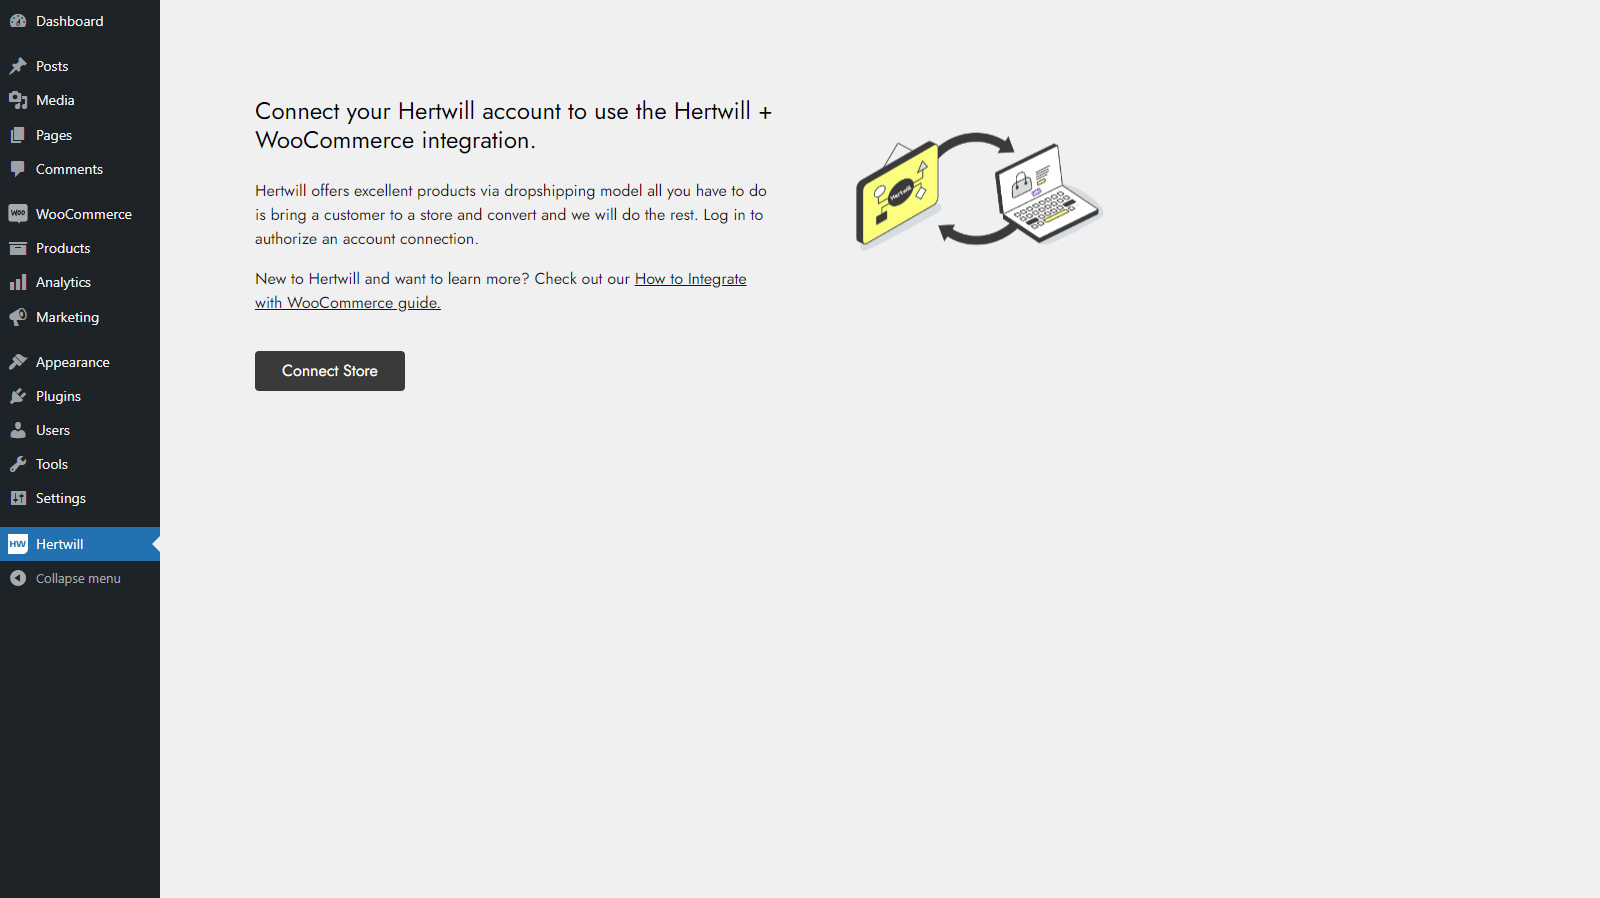 Dashboard
Posts
Media
Pages
Comments
WOO WooCommerce
Products
Analytics
Marketing
Appearance
Plugins
Users
Tools
Settings
HW Hertwill
Collapse menu
Connect your Hertwill account to use the Hertwill +
WooCommerce integration.
Hertwill offers excellent products via dropshipping model all you have to do
is bring a customer to a store and convert and we will do the rest. Log in to
authorize an account connection.
New to Hertwill and want to learn more? Check out our How to Integrate
with WooCommerce guide.
Connect Store
Hertwill